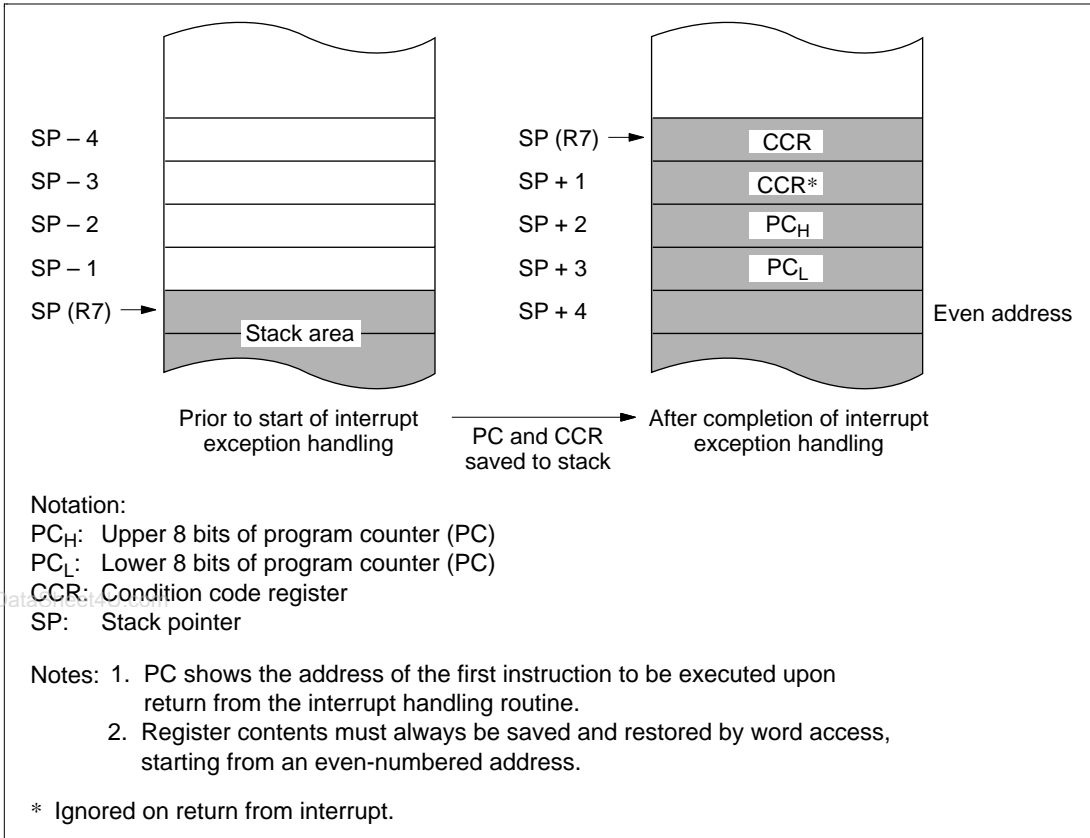 SP – 4
SP – 3
SP – 2
SP – 1
SP (R7)
Stack area
SP (R7)
SP + 1
SP + 2
SP + 3
SP + 4
CCR
CCR*
PCH
PCL
Even address
Prior to start of interrupt
exception handling
PC and CCR
saved to stack
After completion of interrupt
exception handling
Notation:
PCH: Upper 8 bits of program counter (PC)
PCL: Lower 8 bits of program counter (PC)
CCR: Condition code register
SP: Stack pointer
Notes: 1. PC shows the address of the first instruction to be executed upon
return from the interrupt handling routine.
2. Register contents must always be saved and restored by word access,
starting from an even-numbered address.
* Ignored on return from interrupt.